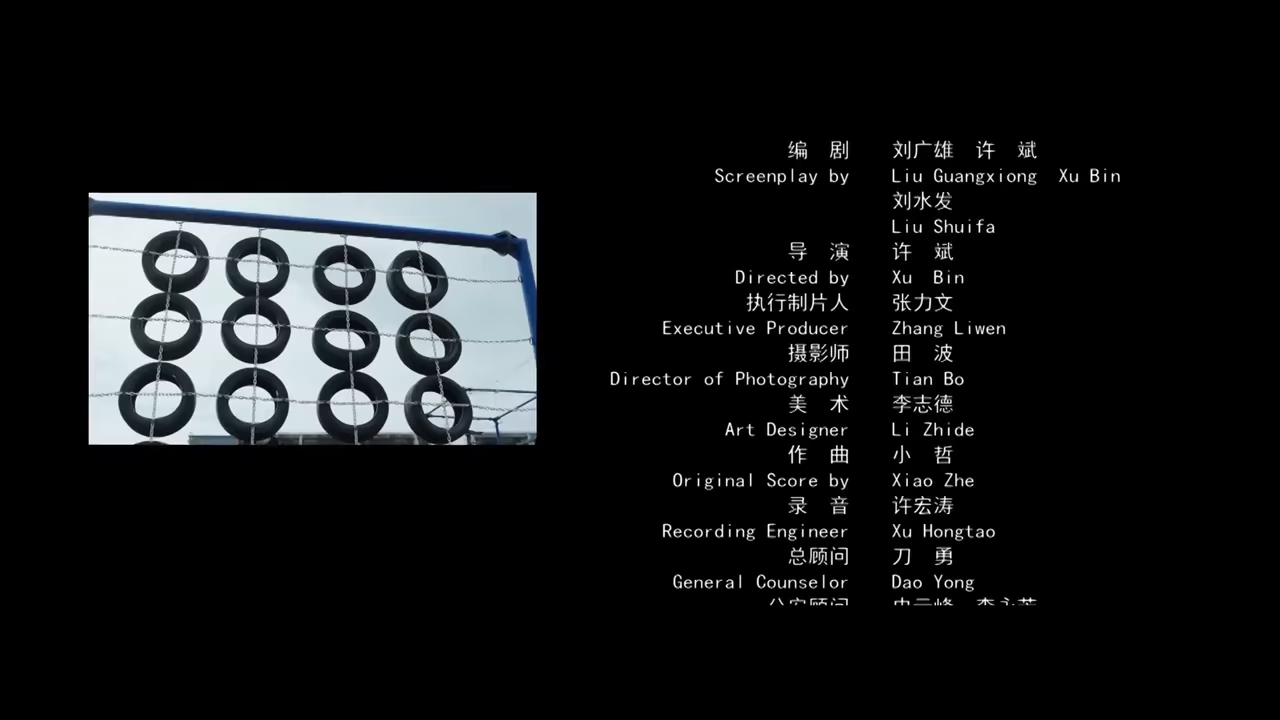 编　剧　刘广雄　许　斌
Screenplay by　Liu Guangxiong　Xu Bin
刘水发
Liu Shuifa
导　演　许　斌
Directed by　Xu Bin
执行制片人　张力文
Executive Producer　Zhang Liwen
摄影师　田　波
Director of Photography　Tian Bo
美　术　李志德
Art Designer　Li Zhide
作　曲　小　哲
Original Score by　Xiao Zhe
录　音　许宏涛
Recording Engineer　Xu Hongtao
总顾问　刀　勇
General Counselor　Dao Yong